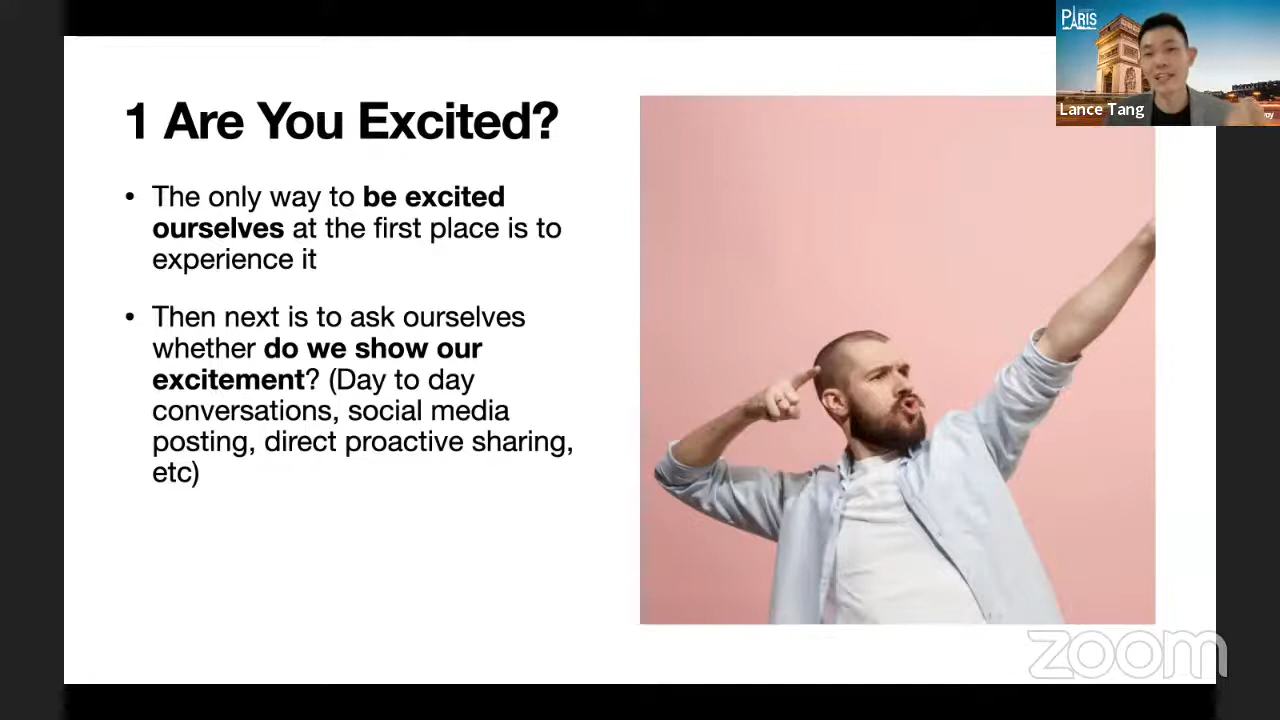 1 Are You Excited?
• The only way to be excited
ourselves at the first place is to
experience it
• Then next is to ask ourselves
whether do we show our
excitement? (Day to day
conversations, social media
posting, direct proactive sharing,
etc)
PARIS
Lance Tang
zoom